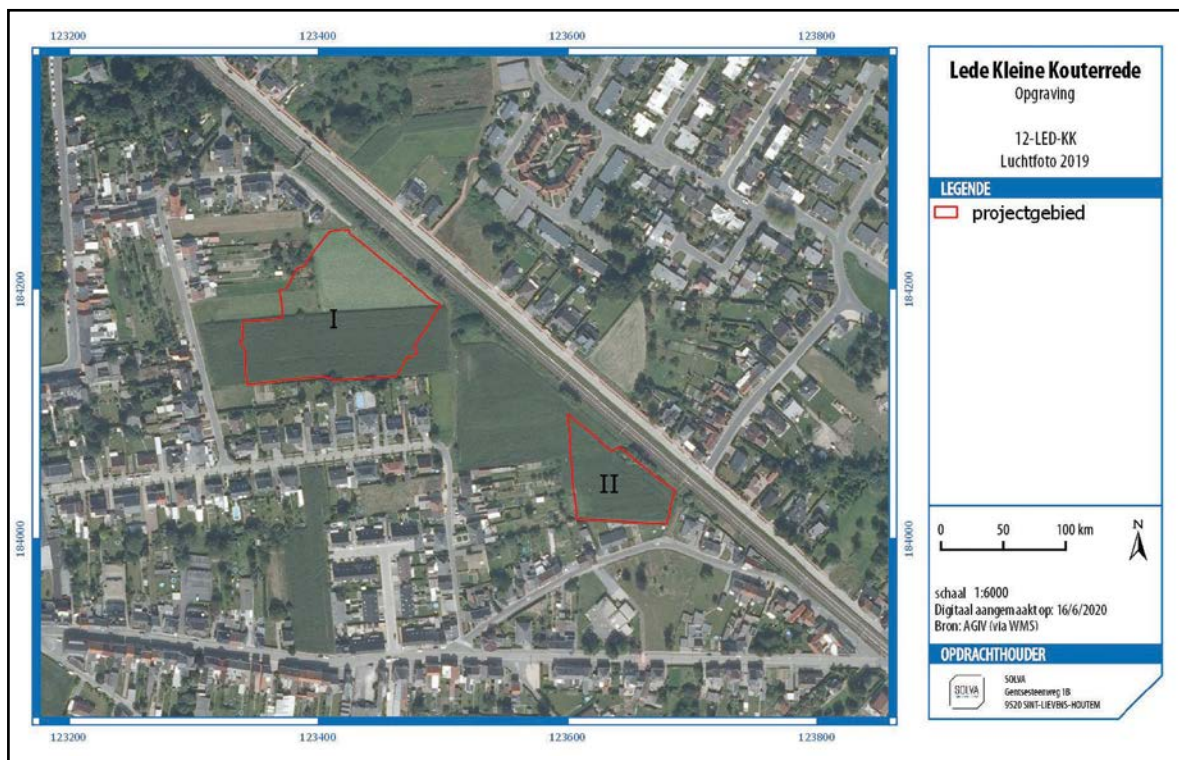 123200 123400 123600 123800
184200 184200
184000 184000
123200 123400 123600 123800
I
II
Lede Kleine Kouterrede
Opgraving
12-LED-KK
Luchtfoto 2019
LEGENDE
projectgebied
0 50 100 km
N
schaal 1:6000
Digitaal aangemaakt op: 16/6/2020
Bron: AGIV (via WMS)
OPDRACHTHOUDER
SOLVA
SOLVA
Gentsesteenweg 1B
9520 SINT-LIEVENS-HOUTEM